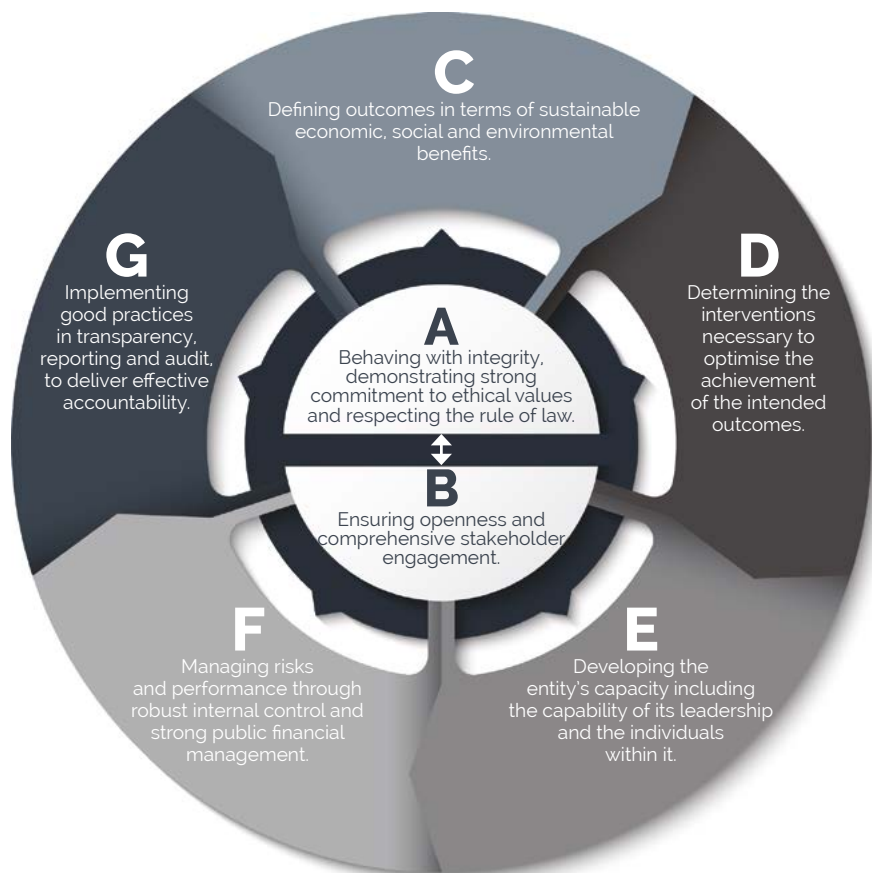 C
Defining outcomes in terms of sustainable
economic, social and environmental
benefits.
G
Implementing
good practices
in transparency,
reporting and audit,
to deliver effective
accountability.
D
Determining the
interventions
necessary to
optimise the
achievement
of the intended
outcomes.
A
Behaving with integrity,
demonstrating strong
commitment to ethical values
and respecting the rule of law.
B
Ensuring openness and
comprehensive stakeholder
engagement.
F
Managing risks
and performance through
robust internal control and
strong public financial
management.
E
Developing the
entity's capacity including
the capability of its leadership
and the individuals
within it.